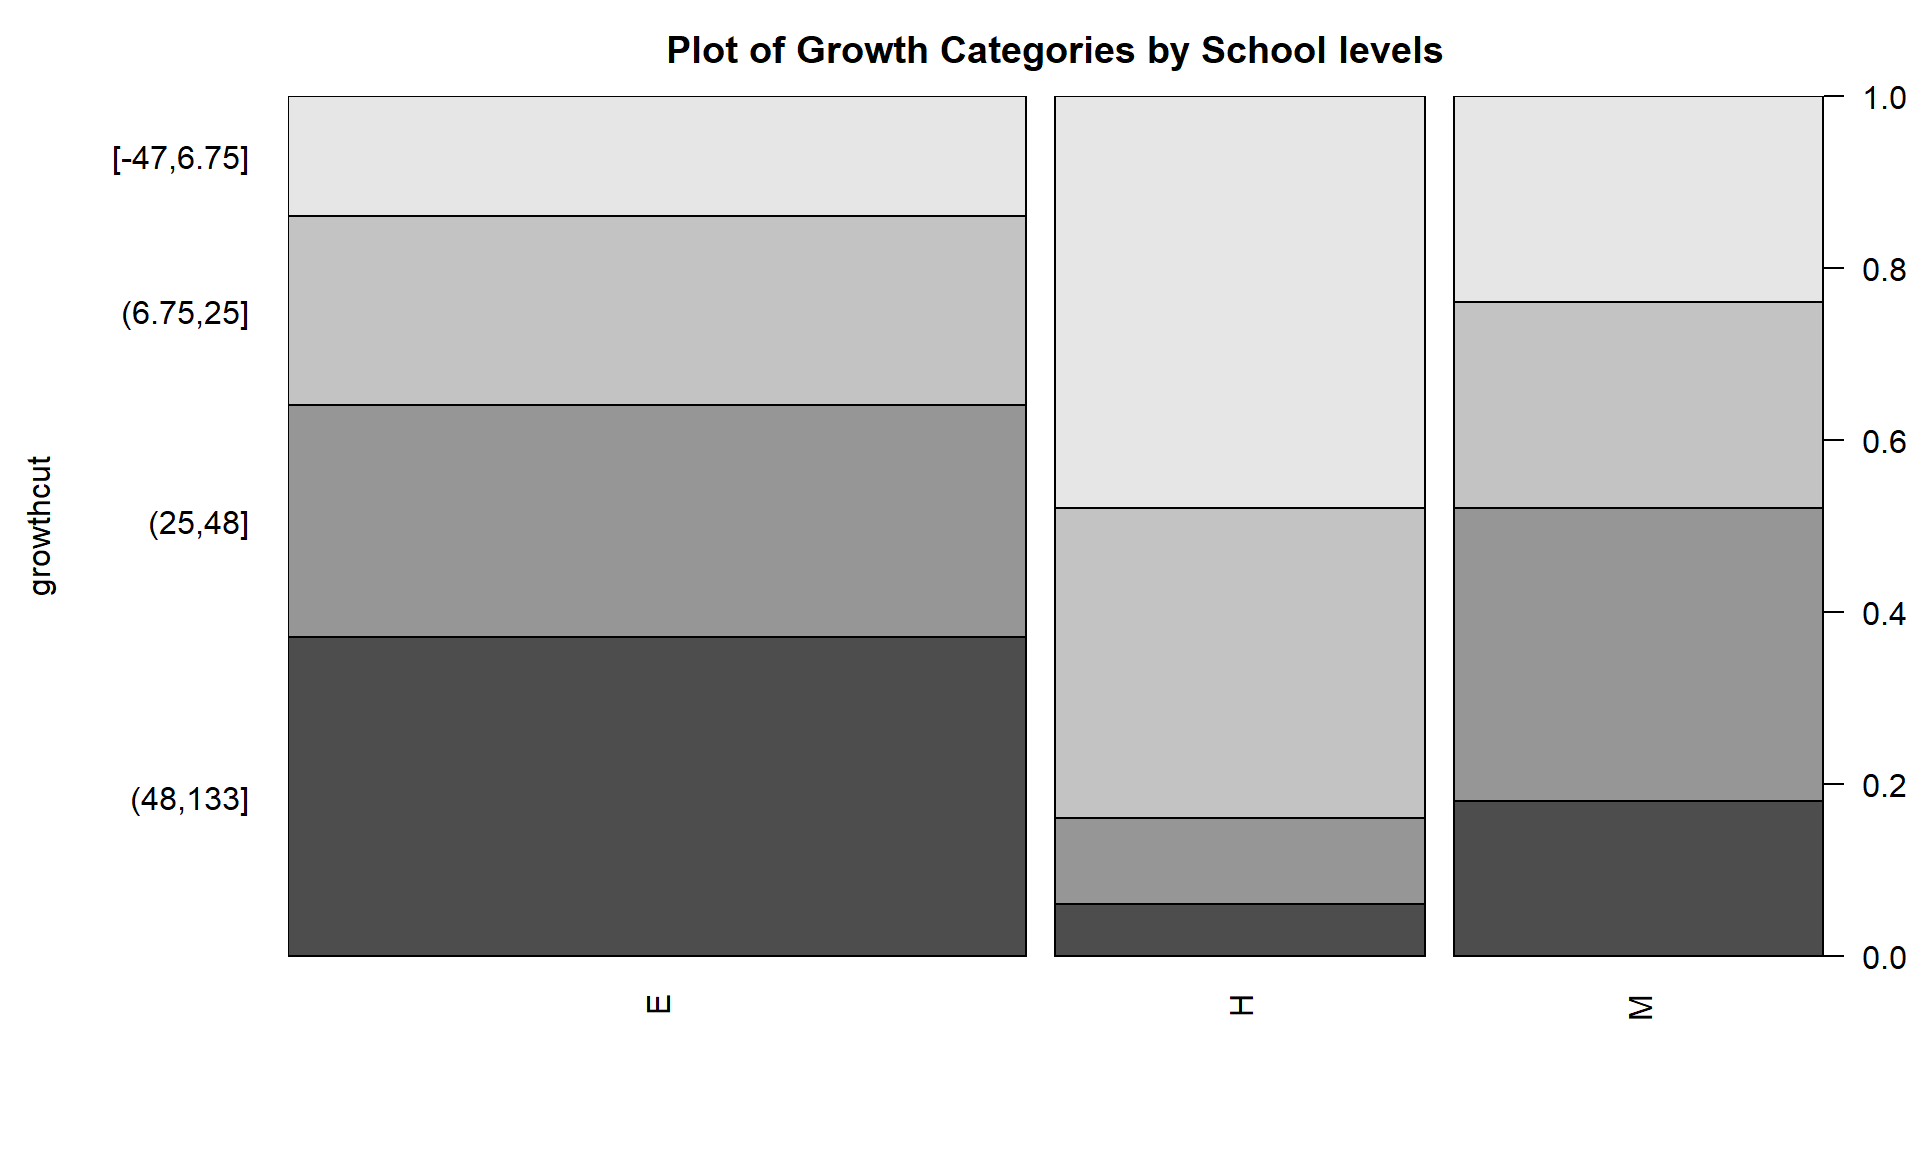 Plot of Growth Categories by School levels
[-47,6.75]
(6.75,25]
(25,48]
(48,133]
growthcut
1.0
0.8
0.6
0.4
0.2
0.0
E
H
M